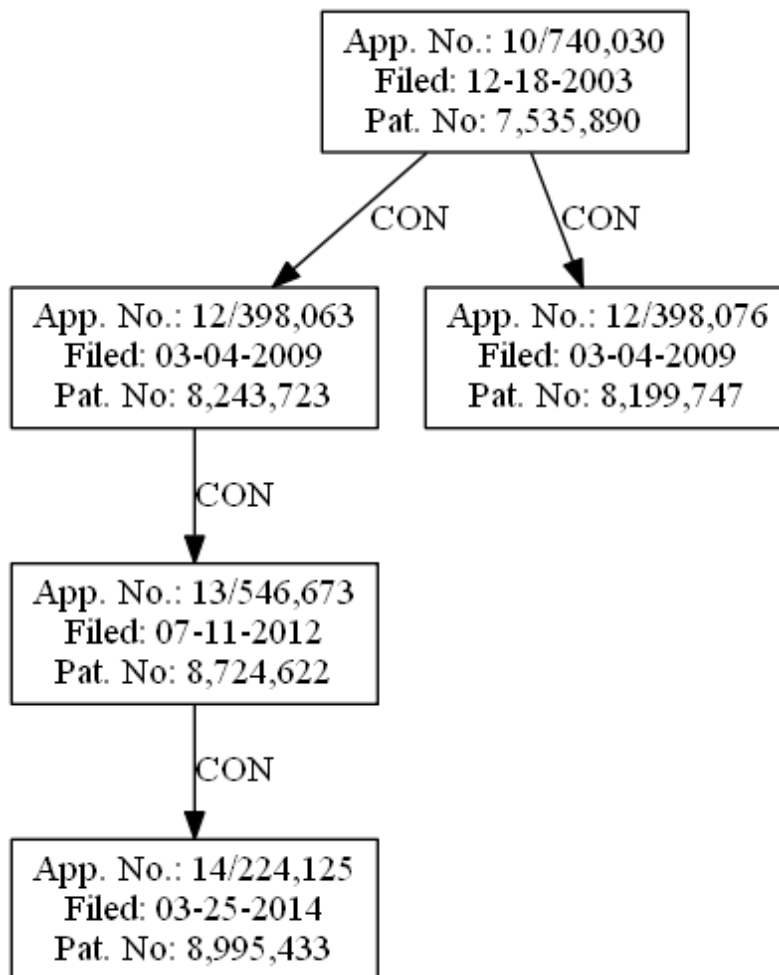 App. No.: 10/740,030
Filed: 12-18-2003
Pat. No: 7,535,890
CON
CON
App. No.: 12/398,063
Filed: 03-04-2009
Pat. No: 8,243,723
App. No.: 12/398,076
Filed: 03-04-2009
Pat. No: 8,199,747
CON
App. No.: 13/546,673
Filed: 07-11-2012
Pat. No: 8,724,622
CON
App. No.: 14/224,125
Filed: 03-25-2014
Pat. No: 8,995,433